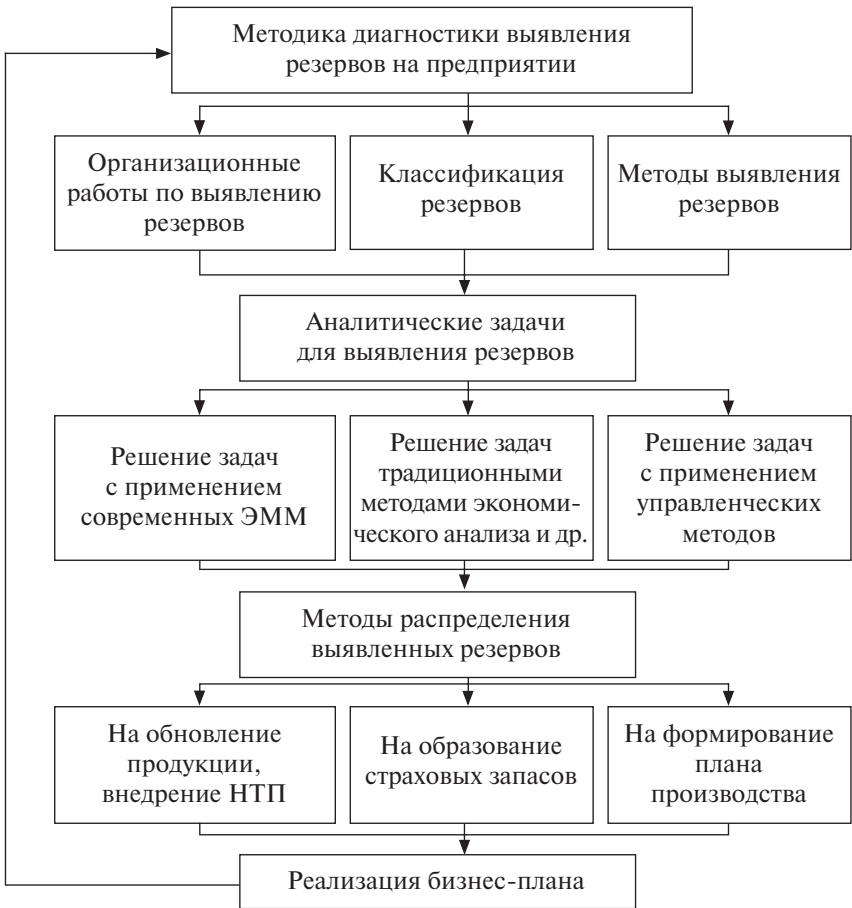 Методика диагностики выявления
резервов на предприятии
Организационные
работы по выявлению
резервов
Классификация
резервов
Методы выявления
резервов
Аналитические задачи
для выявления резервов
Решение задач
с применением
современных ЭММ
Решение задач
традиционными
методами экономи-
ческого анализа и др.
Решение задач
с применением
управленческих
методов
Методы распределения
выявленных резервов
На обновление
продукции,
внедрение НТП
На образование
страховых запасов
На формирование
плана
производства
Реализация бизнес-плана